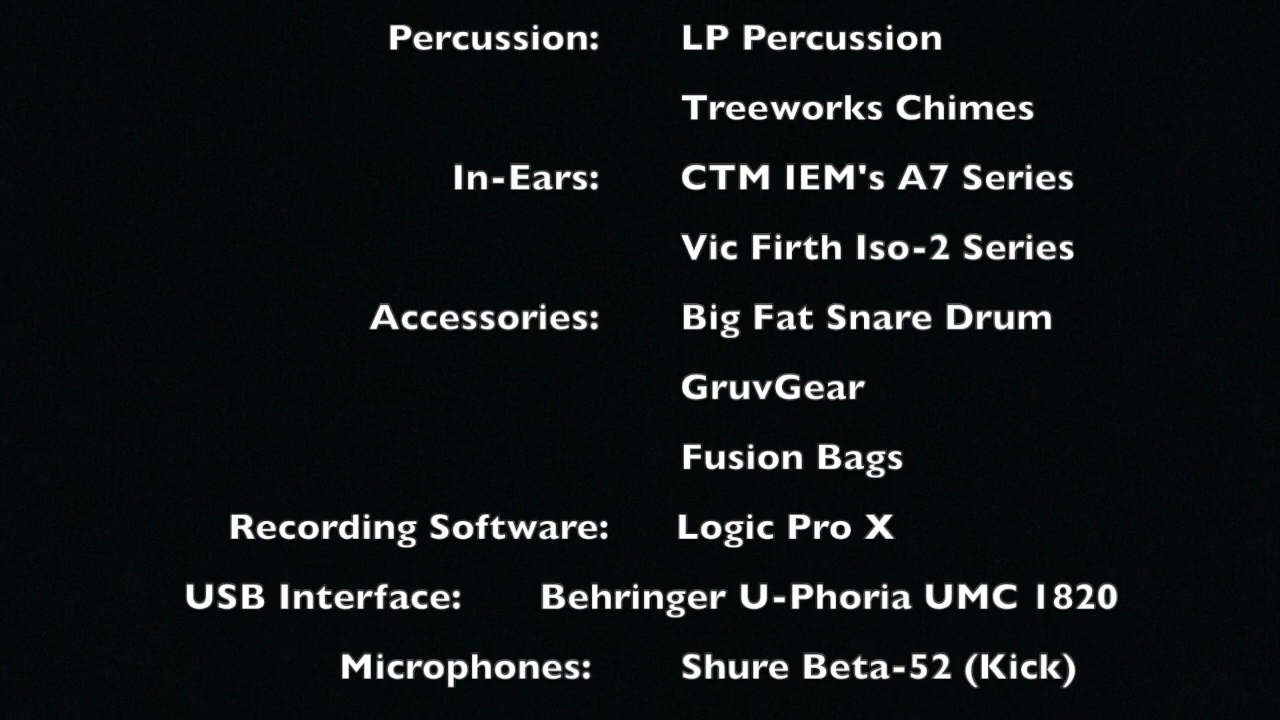 Percussion: LP Percussion
Treeworks Chimes
In-Ears: CTM IEM's A7 Series
Vic Firth Iso-2 Series
Accessories: Big Fat Snare Drum
GruvGear
Fusion Bags
Recording Software: Logic Pro X
USB Interface: Behringer U-Phoria UMC 1820
Microphones: Shure Beta-52 (Kick)